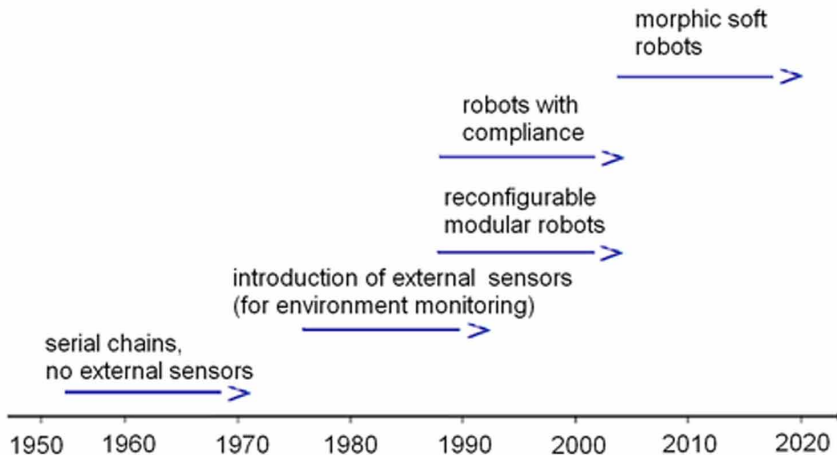 morphic soft
robots
robots with
compliance
reconfigurable
modular robots
introduction of external sensors
(for environment monitoring)
serial chains,
no external sensors
1950 1960 1970 1980 1990 2000 2010 2020